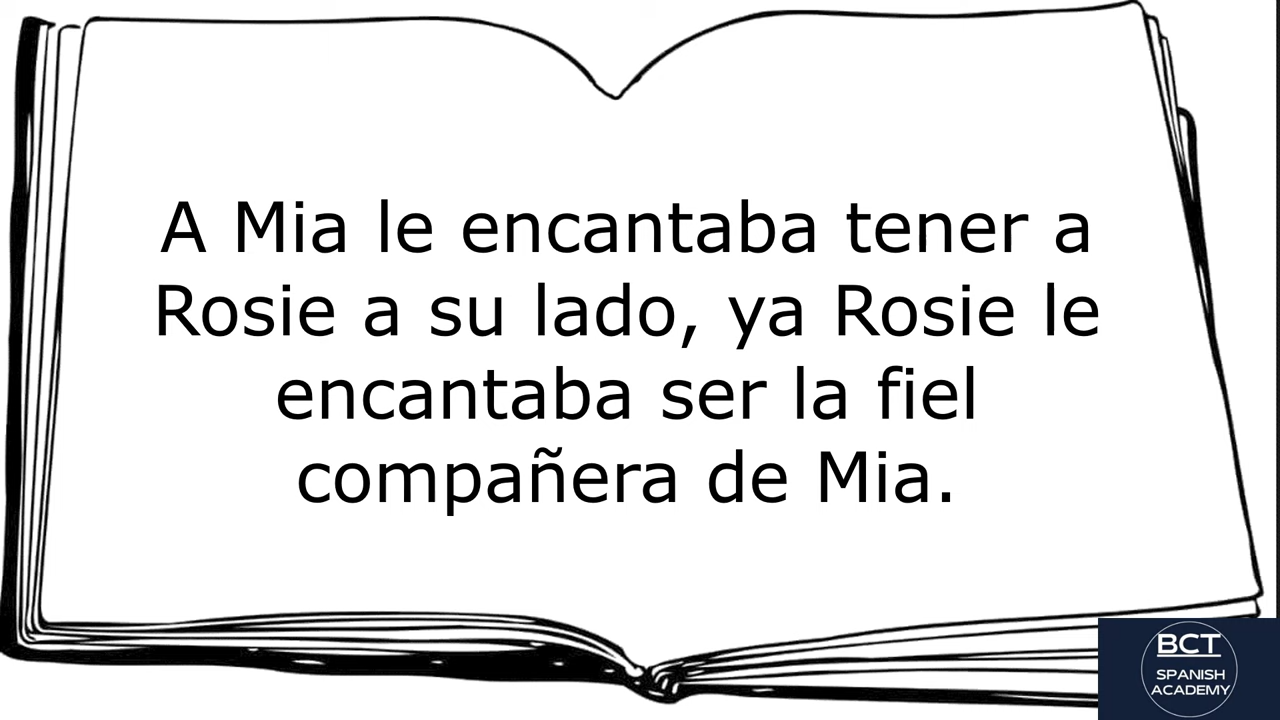 A Mia le encantaba tener a
Rosie a su lado, ya Rosie le
encantaba ser la fiel
compañera de Mia.
BCT
SPANISH
ACADEMY